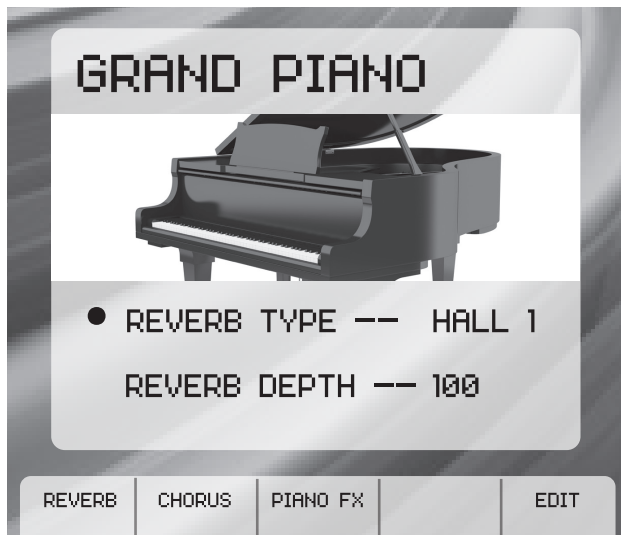 GRAND PIANO
● REVERB TYPE –– HALL 1
REVERB DEPTH –– 100
REVERB CHORUS PIANO FX EDIT